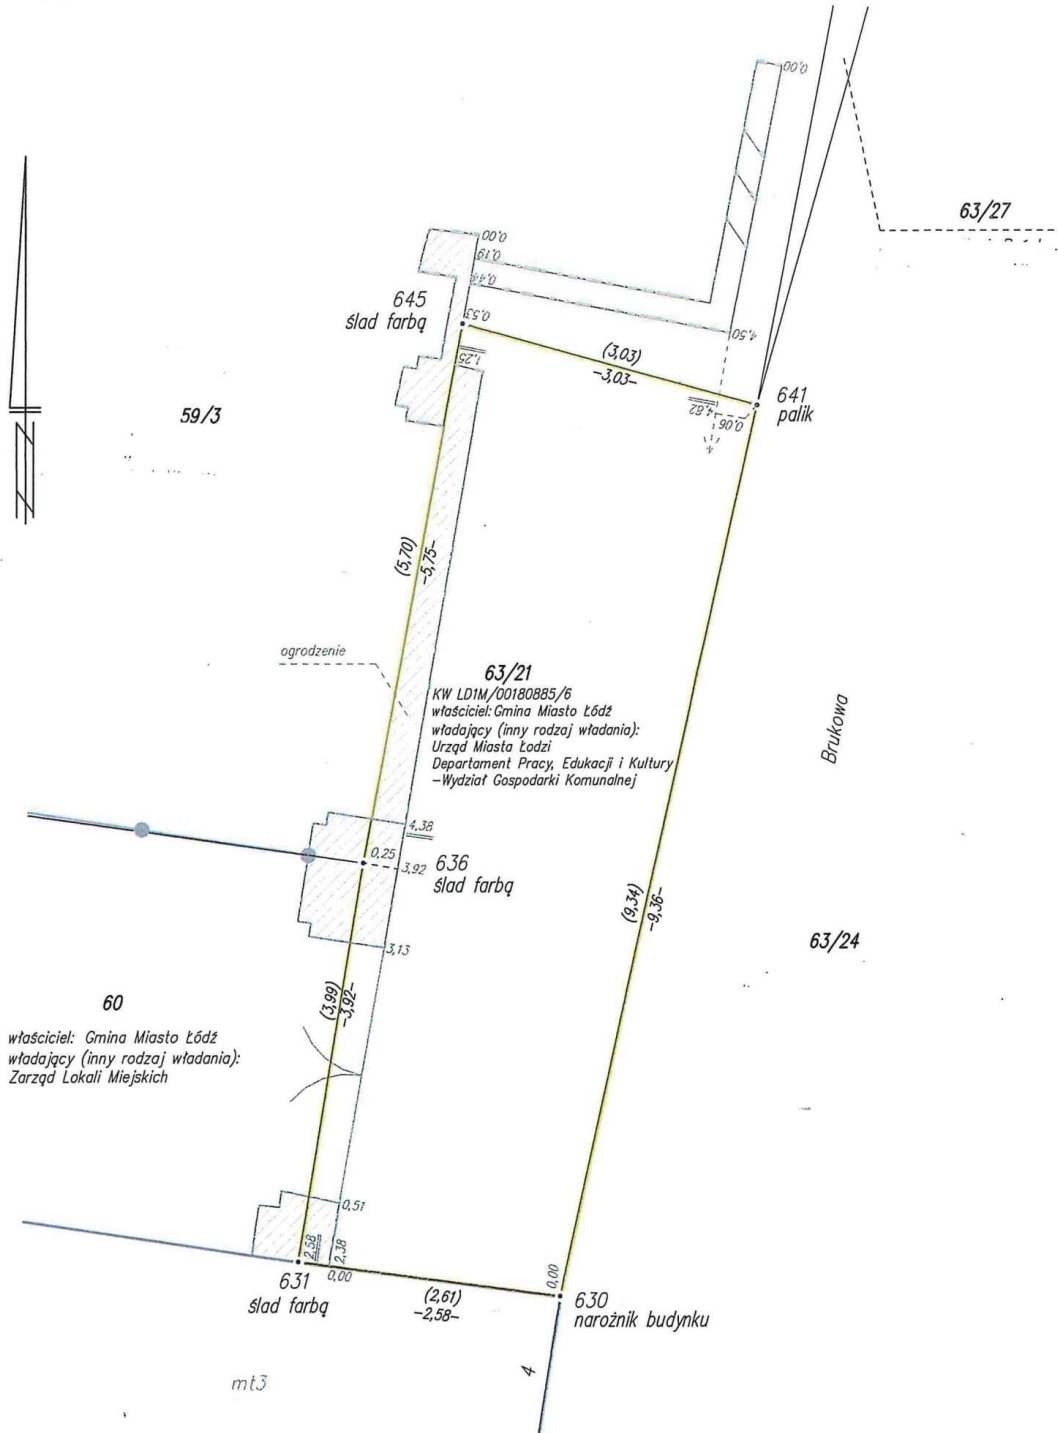 0,00
63/27
0,00
0,19
0,44
645
ślad farbą
0,53
4,50
1,25
(3,03)
-3,03-
641
palik
4,82
0,06
59/3
(5,70)
-5,75-
ogrodzenie
63/21
KW LD1M/00180885/6
właściciel: Gmina Miasto Łódź
władający (inny rodzaj władania):
Urząd Miasta Łodzi
Departament Pracy, Edukacji i Kultury
-Wydział Gospodarki Komunalnej
Brukowa
4,38
0,25
3,92
636
ślad farbą
(9,34)
-9,36-
63/24
3,13
(3,99)
-3,92-
60
właściciel: Gmina Miasto Łódź
władający (inny rodzaj władania):
Zarząd Lokali Miejskich
0,51
2,58
2,38
0,00
0,00
631
ślad farbą
(2,61)
-2,58-
630
narożnik budynku
4
mt3